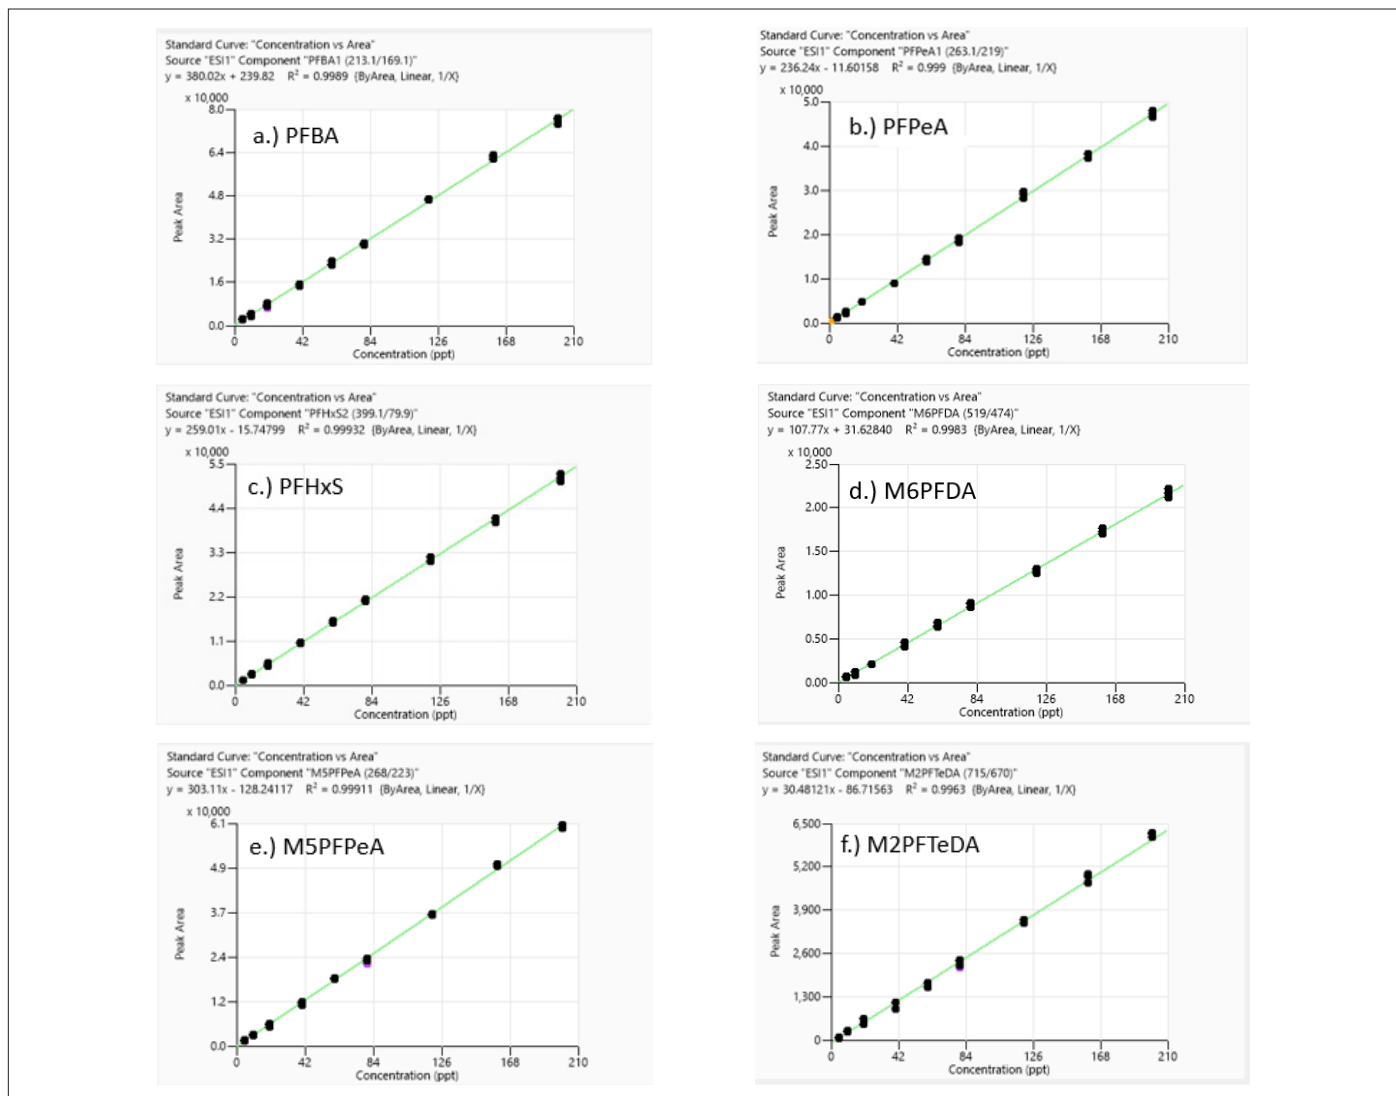 Standard Curve: "Concentration vs Area"
Source "ESI1" Component "PFBA1 (213.1/169.1)"
y = 380.02x + 239.82 R² = 0.9989 {ByArea, Linear, 1/X}
x 10,000
8.0
6.4
4.8
3.2
1.6
0.0
a.) PFBA
Peak Area
0 42 84 126 168 210
Concentration (ppt)
Standard Curve: "Concentration vs Area"
Source "ESI1" Component "PFPeA1 (263.1/219)"
y = 236.24x - 11.60158 R² = 0.999 {ByArea, Linear, 1/X}
x 10,000
5.0
4.0
3.0
2.0
1.0
0.0
b.) PFPeA
Peak Area
0 42 84 126 168 210
Concentration (ppt)
Standard Curve: "Concentration vs Area"
Source "ESI1" Component "PFHxS2 (399.1/79.9)"
y = 259.01x - 15.74799 R² = 0.99932 {ByArea, Linear, 1/X}
x 10,000
5.5
4.4
3.3
2.2
1.1
0.0
c.) PFHxS
Peak Area
0 42 84 126 168 210
Concentration (ppt)
Standard Curve: "Concentration vs Area"
Source "ESI1" Component "M6PFDA (519/474)"
y = 107.77x + 31.62840 R² = 0.9983 {ByArea, Linear, 1/X}
x 10,000
2.50
2.00
1.50
1.00
0.50
0.00
d.) M6PFDA
Peak Area
0 42 84 126 168 210
Concentration (ppt)
Standard Curve: "Concentration vs Area"
Source "ESI1" Component "M5PFPeA (268/223)"
y = 303.11x - 128.24117 R² = 0.99911 {ByArea, Linear, 1/X}
x 10,000
6.1
4.9
3.7
2.4
1.2
0.0
e.) M5PFPeA
Peak Area
0 42 84 126 168 210
Concentration (ppt)
Standard Curve: "Concentration vs Area"
Source "ESI1" Component "M2PFTeDA (715/670)"
y = 30.48121x - 86.71563 R² = 0.9963 {ByArea, Linear, 1/X}
6,500
5,200
3,900
2,600
1,300
0
f.) M2PFTeDA
Peak Area
0 42 84 126 168 210
Concentration (ppt)